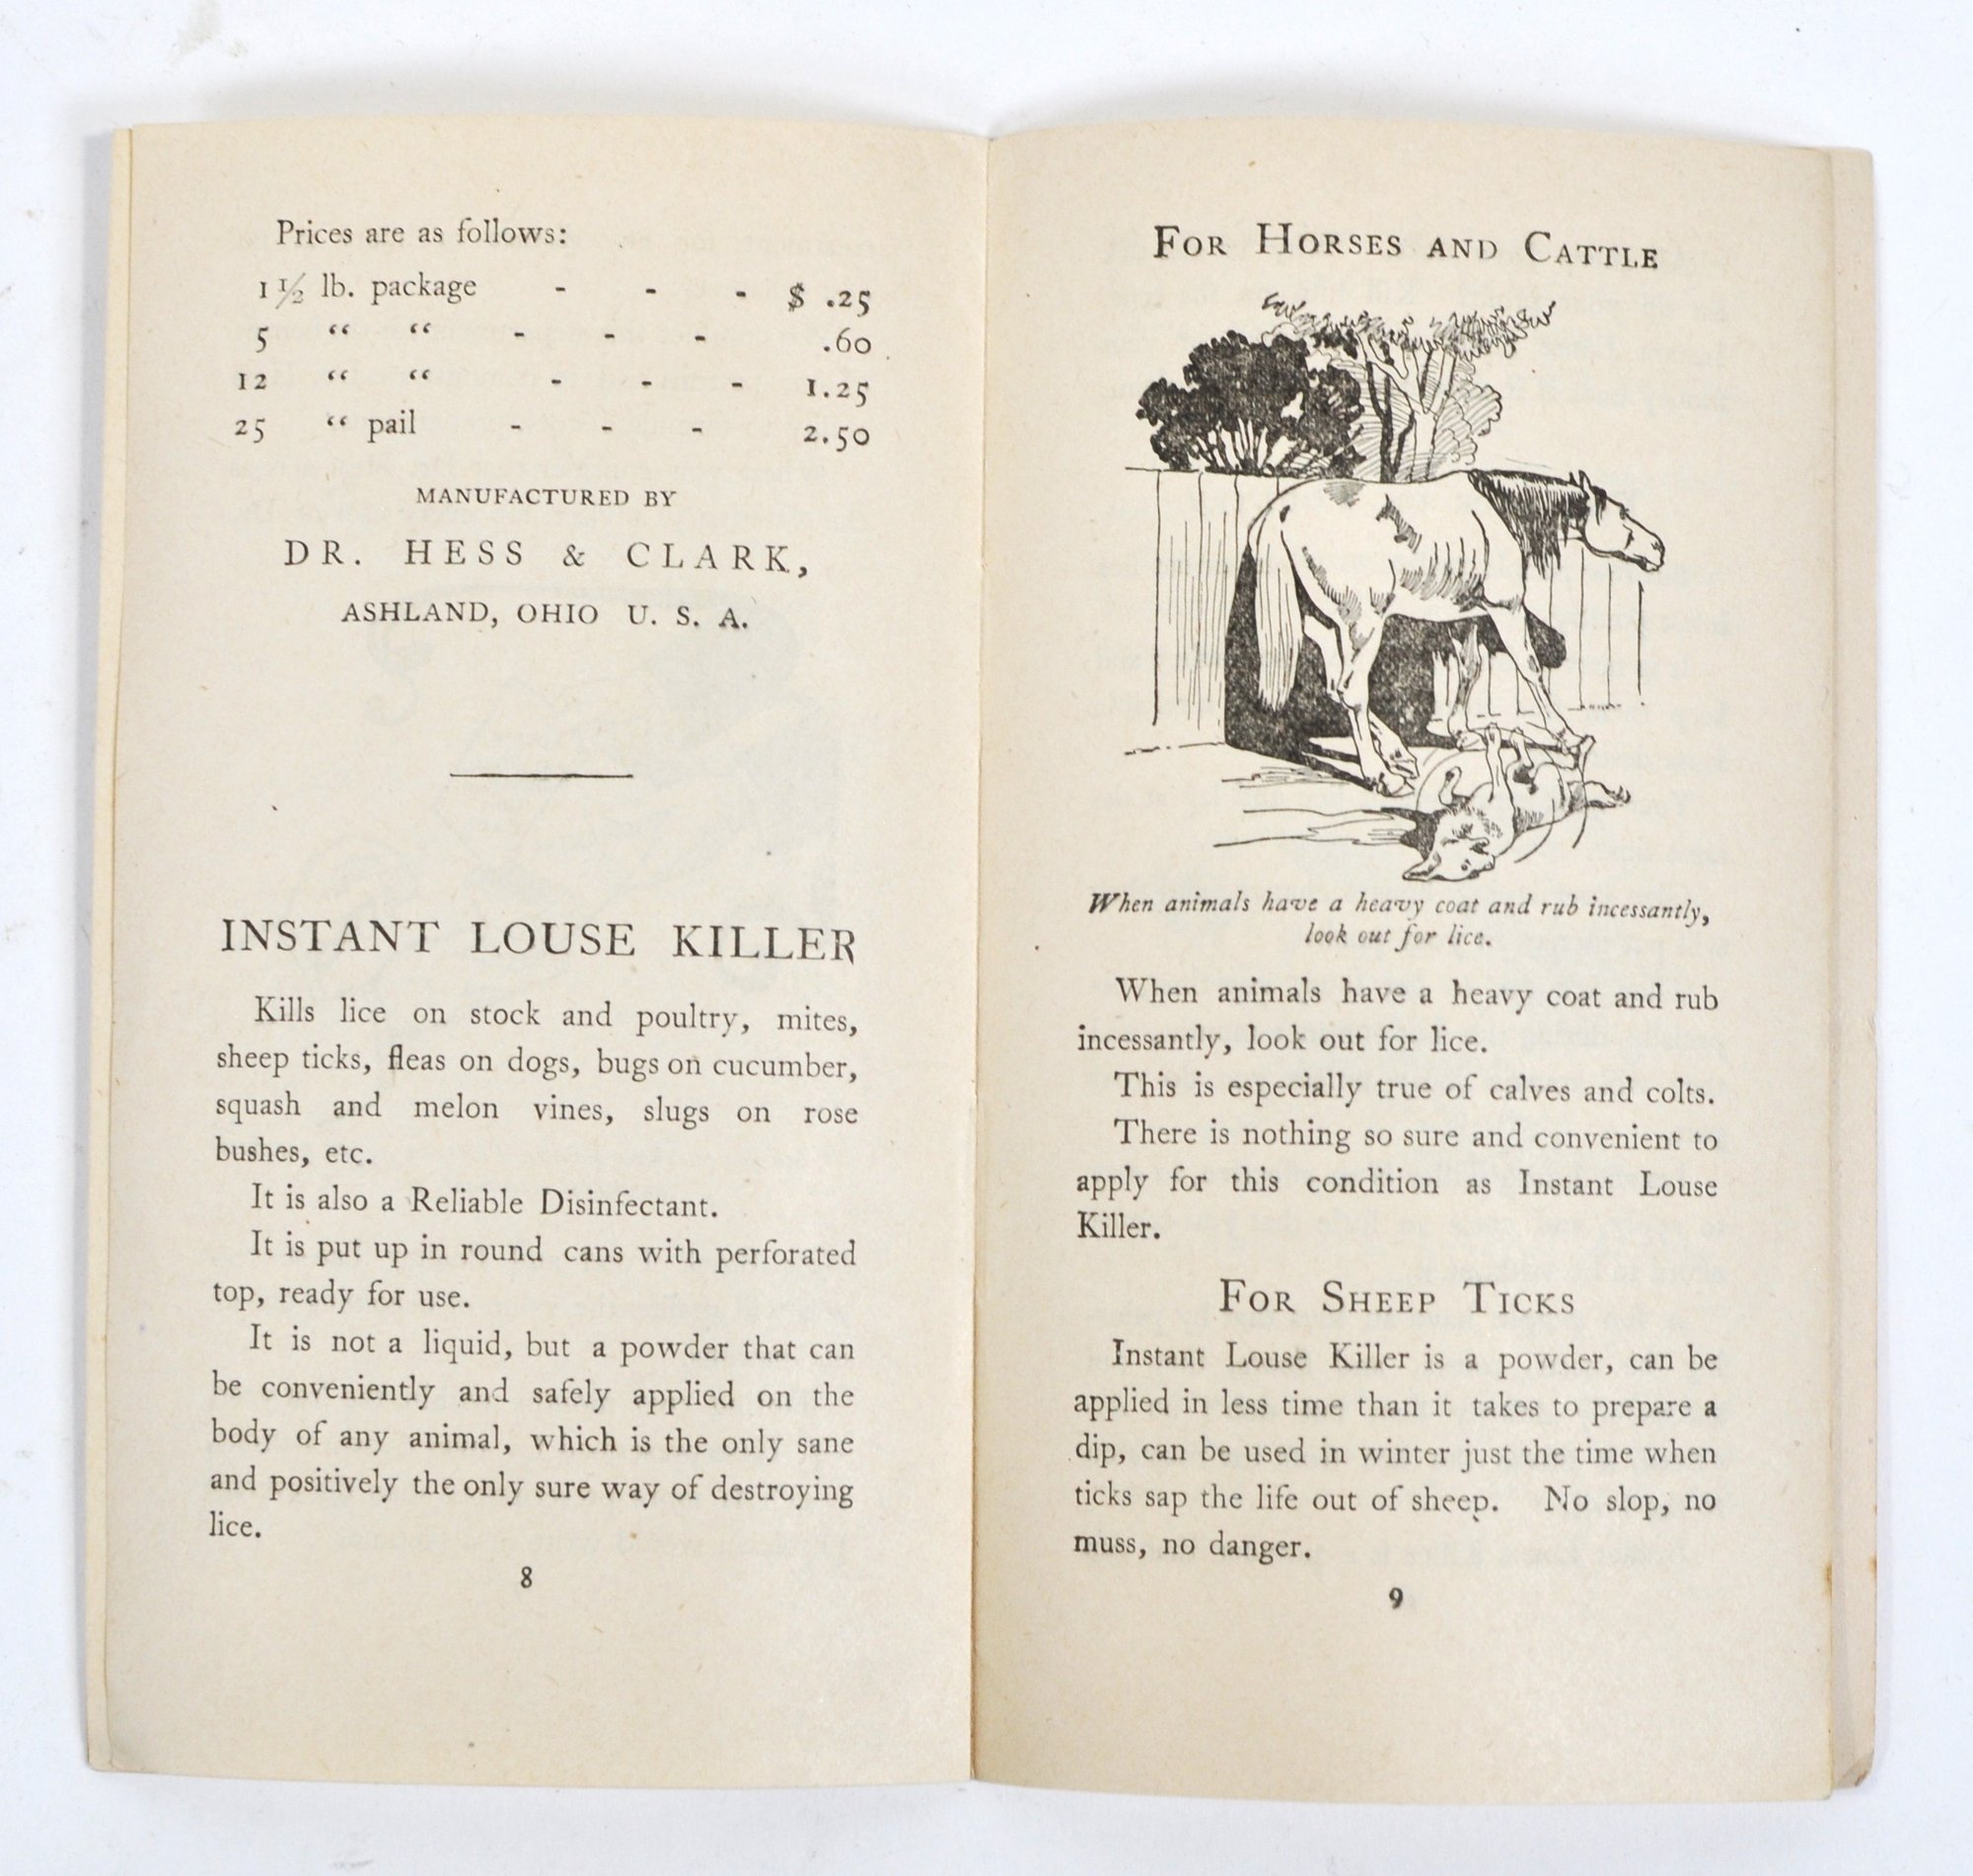 Prices are as follows:
1 1/2 lb. package - - - $ .25
5 “ “ - - - .60
12 “ “ - - - 1.25
25 “ pail - - - 2.50
MANUFACTURED BY
DR. HESS & CLARK,
ASHLAND, OHIO U. S. A.
INSTANT LOUSE KILLER
Kills lice on stock and poultry, mites,
sheep ticks, fleas on dogs, bugs on cucumber,
squash and melon vines, slugs on rose
bushes, etc.
It is also a Reliable Disinfectant.
It is put up in round cans with perforated
top, ready for use.
It is not a liquid, but a powder that can
be conveniently and safely applied on the
body of any animal, which is the only sane
and positively the only sure way of destroying
lice.
8
For Horses and Cattle
When animals have a heavy coat and rub incessantly,
look out for lice.
When animals have a heavy coat and rub
incessantly, look out for lice.
This is especially true of calves and colts.
There is nothing so sure and convenient to
apply for this condition as Instant Louse
Killer.
For Sheep Ticks
Instant Louse Killer is a powder, can be
applied in less time than it takes to prepare a
dip, can be used in winter just the time when
ticks sap the life out of sheep. No slop, no
muss, no danger.
9